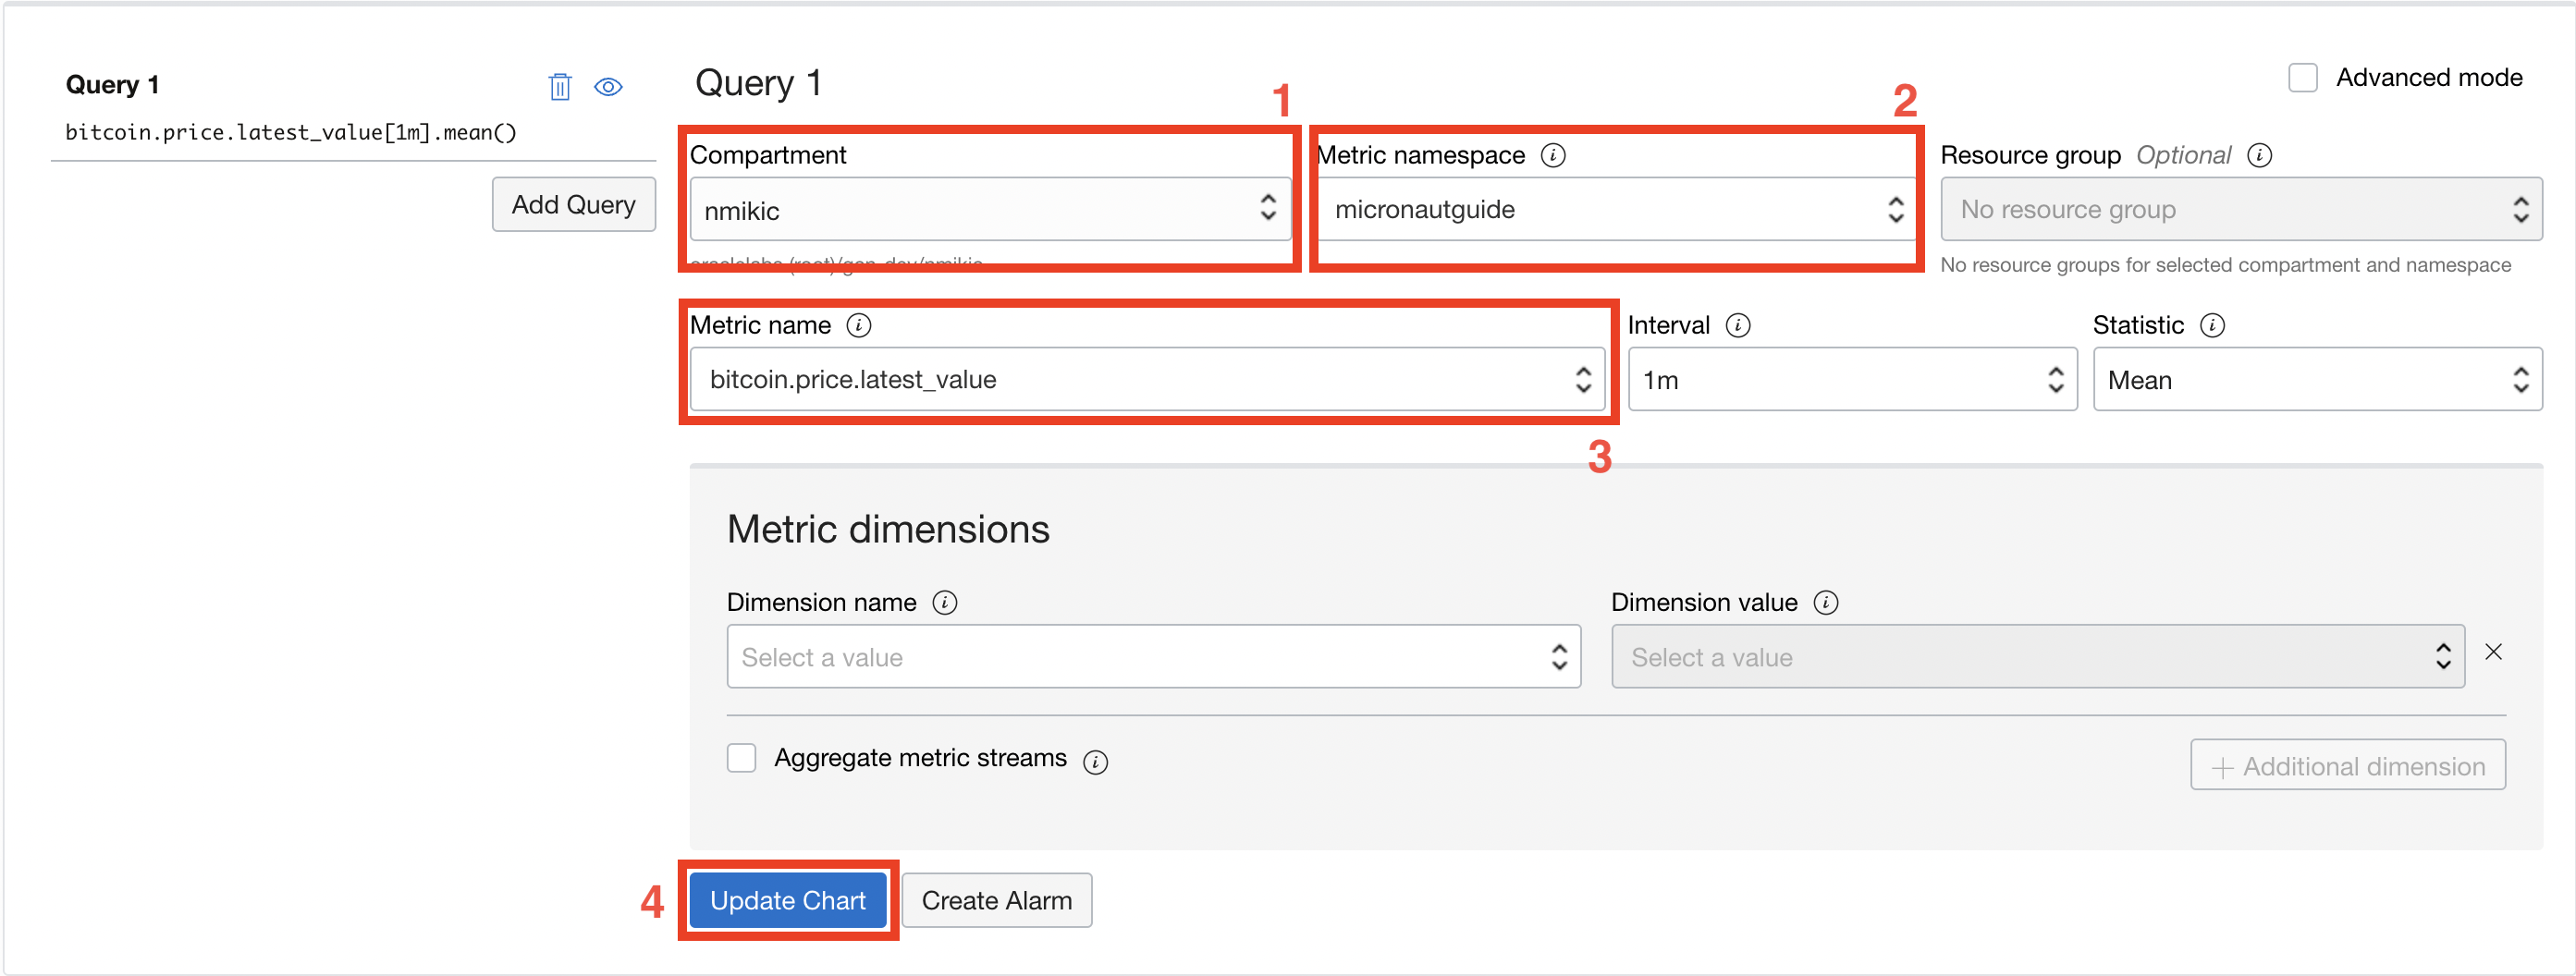 Query 1
bitcoin.price.latest_value[1m].mean()
Add Query
Query 1
Advanced mode
1
2
Compartment
Metric namespace
Resource group Optional
nmikic
micronautguide
No resource group
No resource groups for selected compartment and namespace
Metric name
Interval
Statistic
bitcoin.price.latest_value
1m
Mean
3
Metric dimensions
Dimension name
Dimension value
Select a value
Select a value
Aggregate metric streams
+ Additional dimension
4
Update Chart
Create Alarm